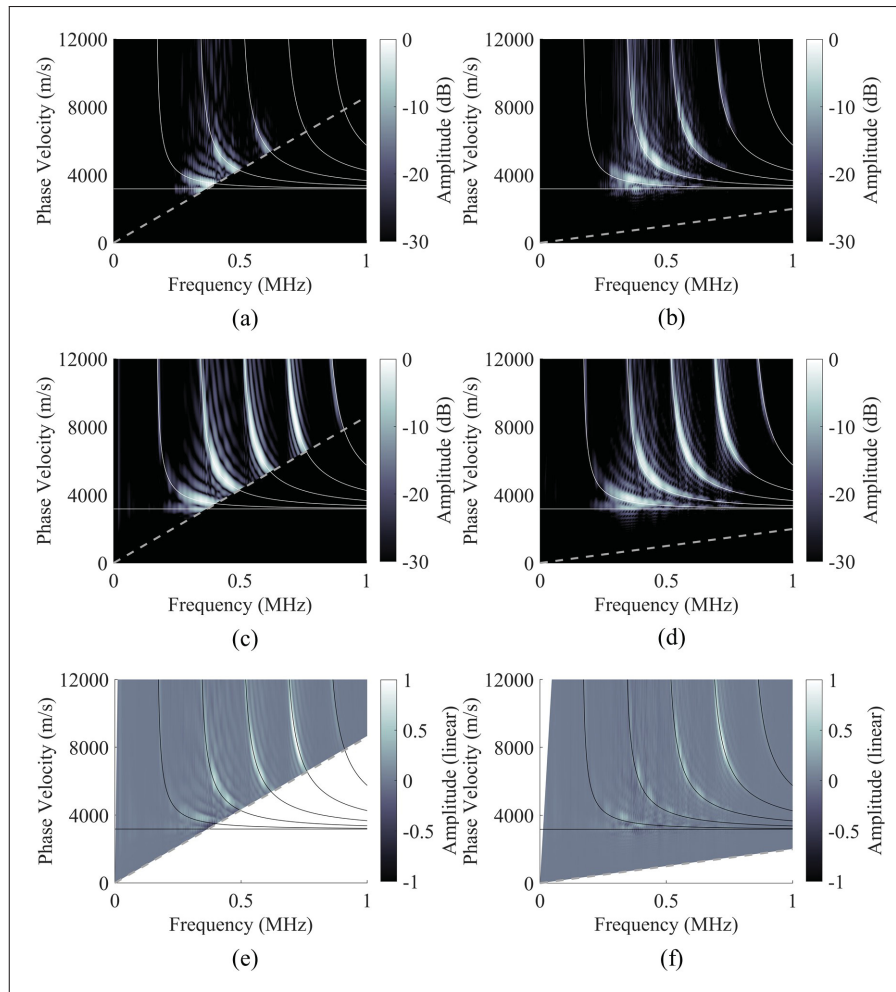 12000
8000
4000
0
Phase Velocity (m/s)
0
0.5
1
Frequency (MHz)
0
-10
-20
-30
Amplitude (dB)
(a)
12000
8000
4000
0
Phase Velocity (m/s)
0
0.5
1
Frequency (MHz)
0
-10
-20
-30
Amplitude (dB)
(b)
12000
8000
4000
0
Phase Velocity (m/s)
0
0.5
1
Frequency (MHz)
0
-10
-20
-30
Amplitude (dB)
(c)
12000
8000
4000
0
Phase Velocity (m/s)
0
0.5
1
Frequency (MHz)
0
-10
-20
-30
Amplitude (dB)
(d)
12000
8000
4000
0
Phase Velocity (m/s)
0
0.5
1
Frequency (MHz)
1
0.5
0
-0.5
-1
Amplitude (linear)
(e)
12000
8000
4000
0
Phase Velocity (m/s)
0
0.5
1
Frequency (MHz)
1
0.5
0
-0.5
-1
Amplitude (linear)
(f)